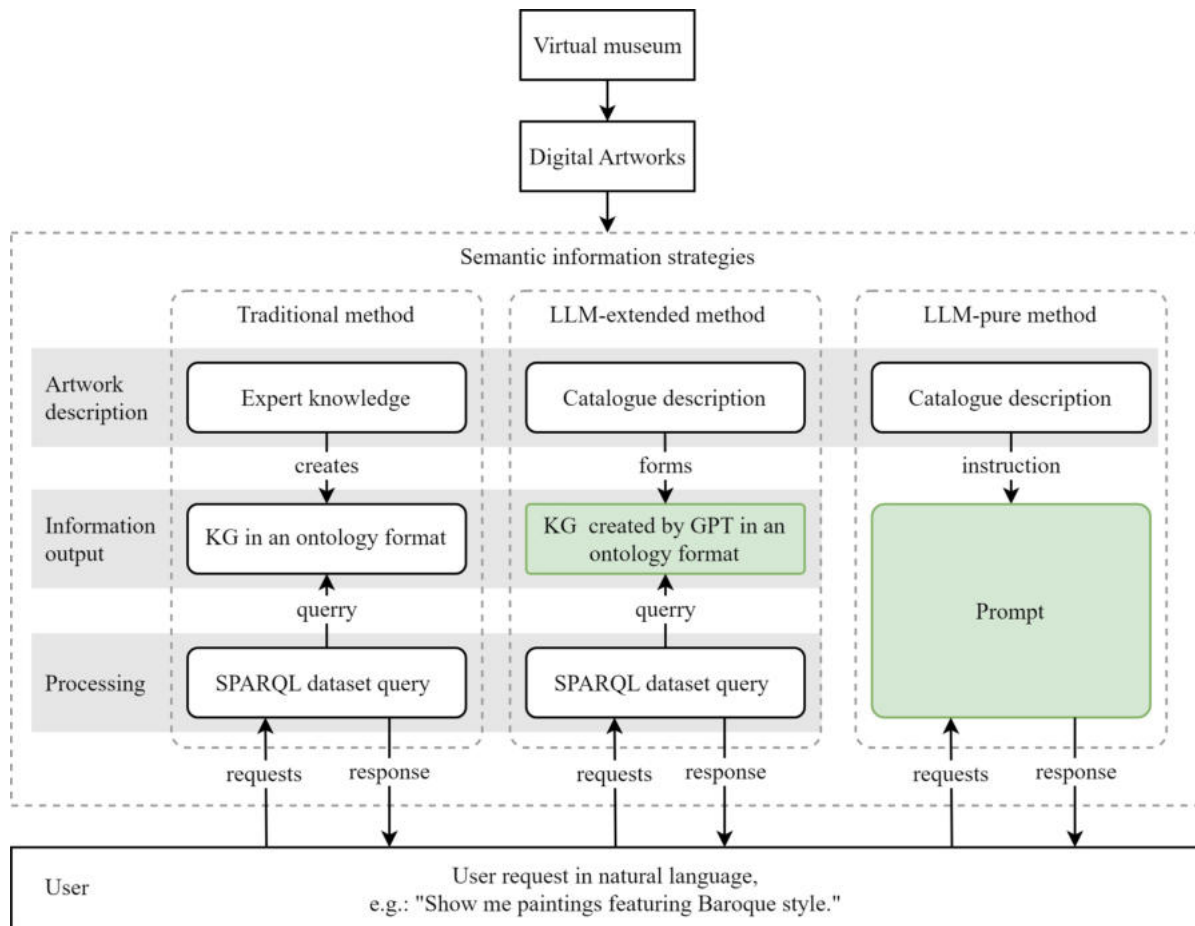 Virtual museum
Digital Artworks
Semantic information strategies
Traditional method
LLM-extended method
LLM-pure method
Artwork
description
Expert knowledge
Catalogue description
Catalogue description
creates
forms
instruction
Information
output
KG in an ontology format
KG created by GPT in an
ontology format
Prompt
querry
querry
Processing
SPARQL dataset query
SPARQL dataset query
requests
response
requests
response
requests
response
User
User request in natural language,
e.g.: "Show me paintings featuring Baroque style."